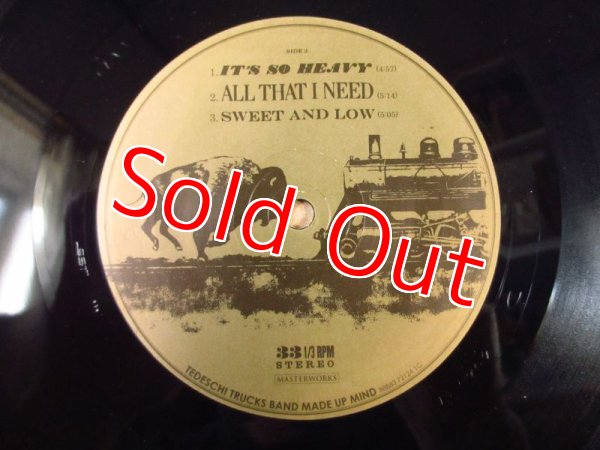 SIDE 3
1. IT'S SO HEAVY (4:57)
2. ALL THAT I NEED (5:14)
3. SWEET AND LOW (5:05)
Sold Out
33 1/3 RPM
STEREO
MASTERWORKS
TEDESCHI TRUCKS BAND MADE UP MIND